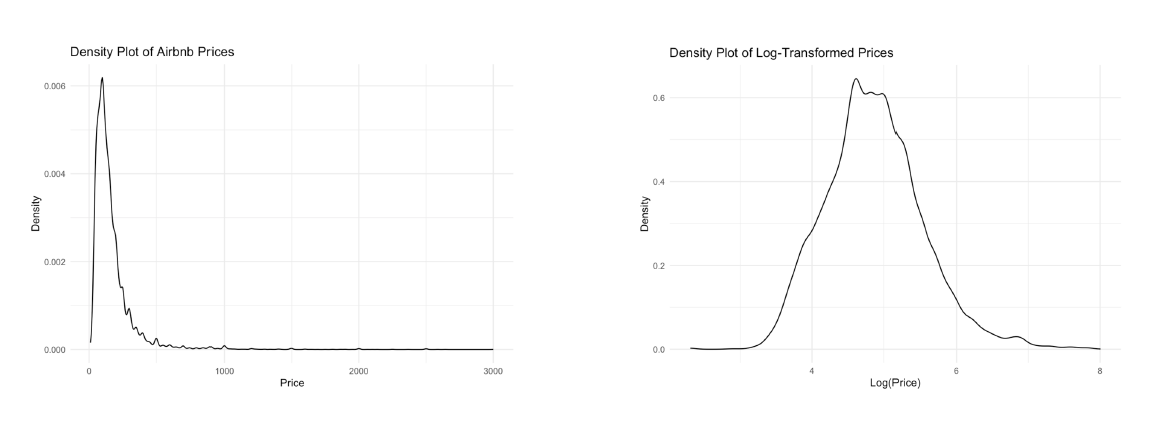 Density Plot of Airbnb Prices
0.006
0.004
0.002
0.000
Density
0
1000
2000
3000
Price
Density Plot of Log-Transformed Prices
0.6
0.4
0.2
0.0
Density
4
6
8
Log(Price)